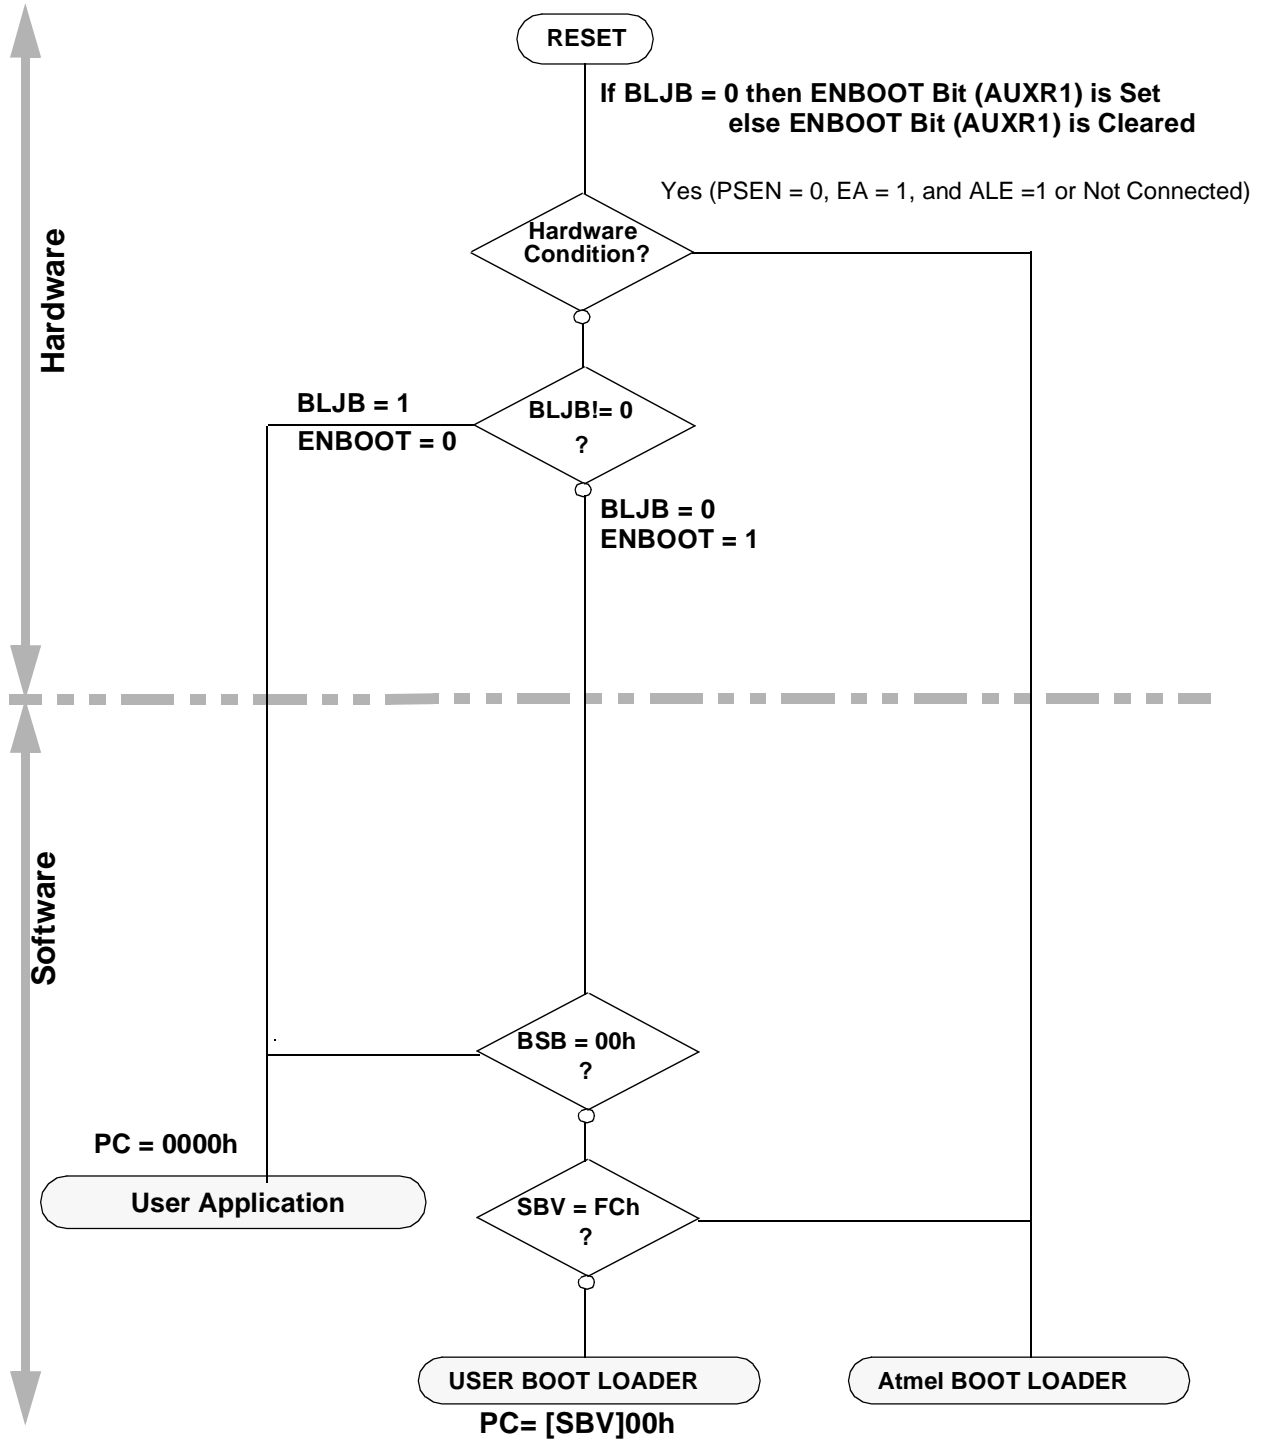 RESET
If BLJB = 0 then ENBOOT Bit (AUXR1) is Set
else ENBOOT Bit (AUXR1) is Cleared
Yes (PSEN = 0, EA = 1, and ALE =1 or Not Connected)
Hardware
Condition?
Hardware
BLJB = 1
ENBOOT = 0
BLJB!= 0
?
BLJB = 0
ENBOOT = 1
Software
BSB = 00h
?
PC = 0000h
User Application
SBV = FCh
?
USER BOOT LOADER
PC= [SBV]00h
Atmel BOOT LOADER